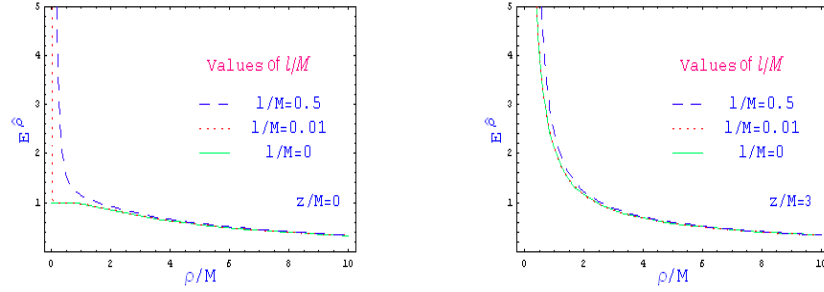 5
4
3
2
1
E ρ̂
Values of l/M
l/M=0.5
l/M=0.01
l/M=0
z/M=0
0 2 4 6 8 10
ρ/M
5
4
3
2
1
E ρ̂
Values of l/M
l/M=0.5
l/M=0.01
l/M=0
z/M=3
0 2 4 6 8 10
ρ/M